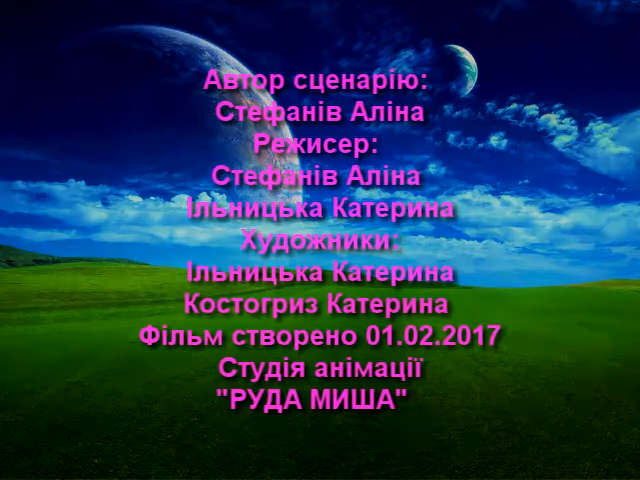 Автор сценарію:
Стефанів Аліна
Режисер:
Стефанів Аліна
Ільницька Катерина
Художники:
Ільницька Катерина
Костогриз Катерина
Фільм створено 01.02.2017
Студія анімації
"РУДА МИША"